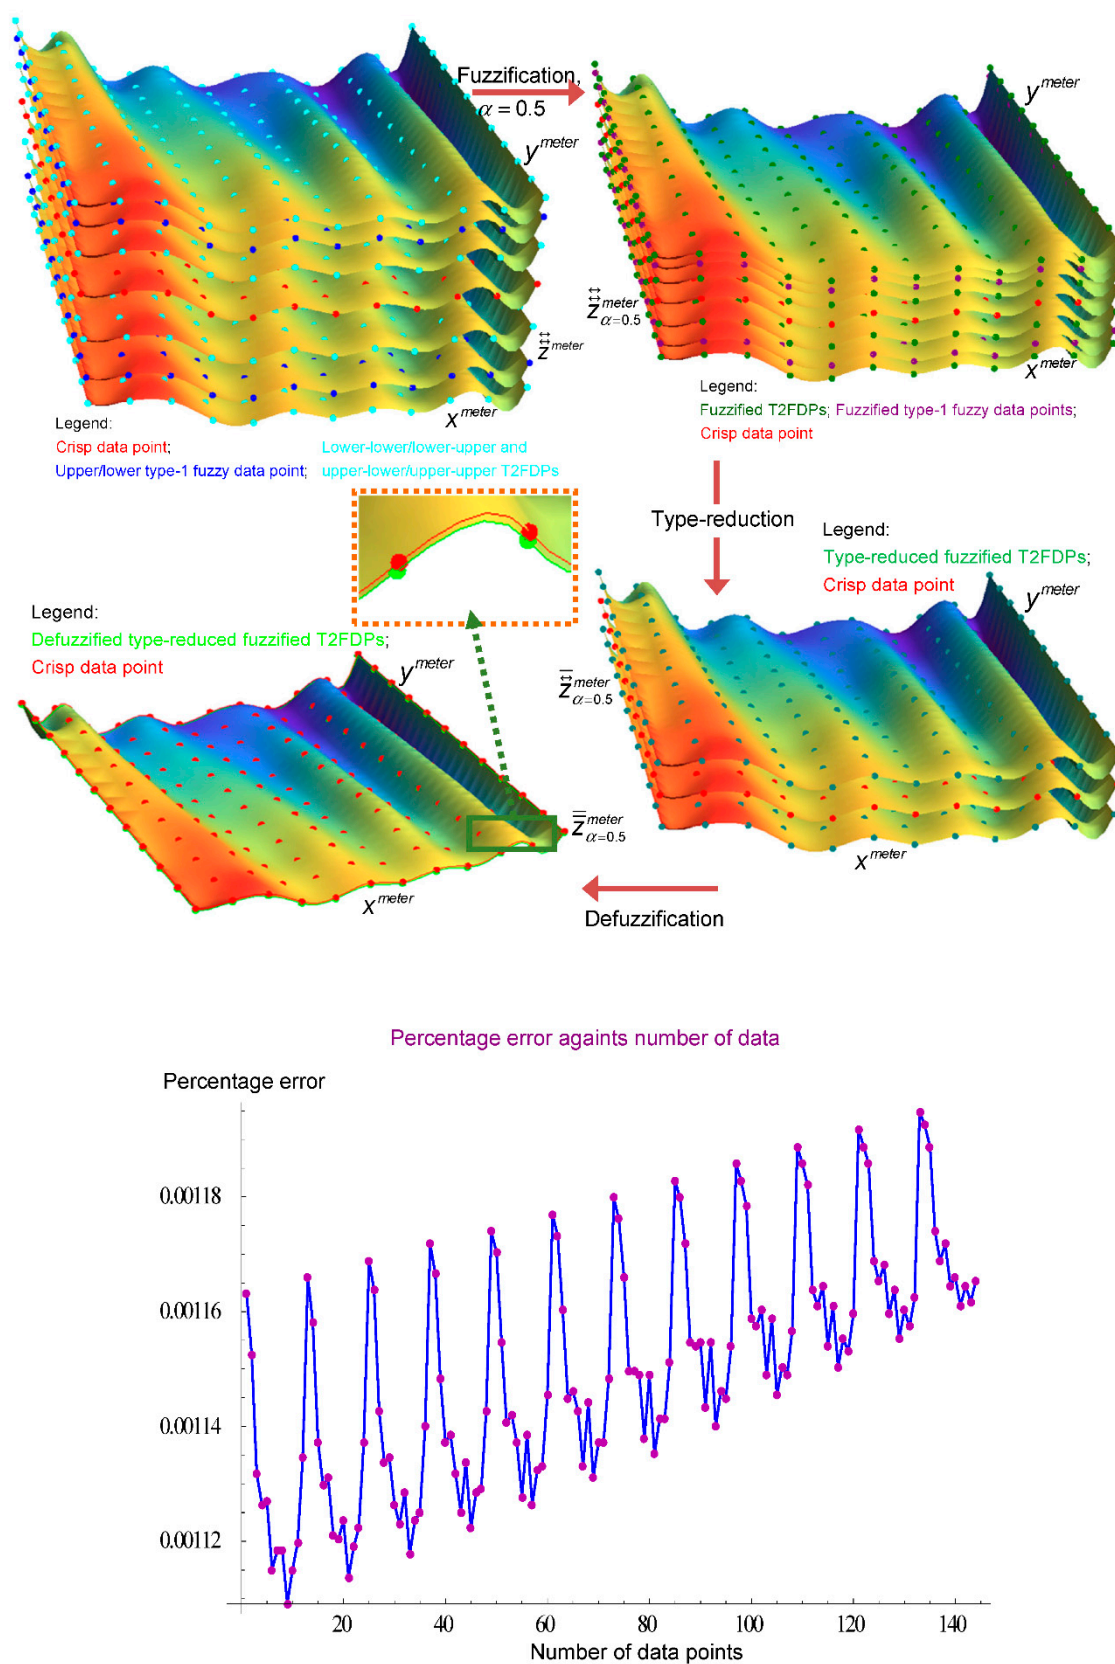 Fuzzification,
α = 0.5
y^meter
y^meter
z^meter
x^meter
z^meter α=0.5
x^meter
Legend:
Crisp data point;
Upper/lower type-1 fuzzy data point;
Lower-lower/lower-upper and
upper-lower/upper-upper T2FDPs
Legend:
Fuzzified T2FDPs; Fuzzified type-1 fuzzy data points;
Crisp data point
Type-reduction
Legend:
Type-reduced fuzzified T2FDPs;
Crisp data point
y^meter
z^meter α=0.5
x^meter
Legend:
Defuzzified type-reduced fuzzified T2FDPs;
Crisp data point
y^meter
z^meter α=0.5
x^meter
Defuzzification
Percentage error againts number of data
Percentage error
0.00118
0.00116
0.00114
0.00112
20 40 60 80 100 120 140
Number of data points